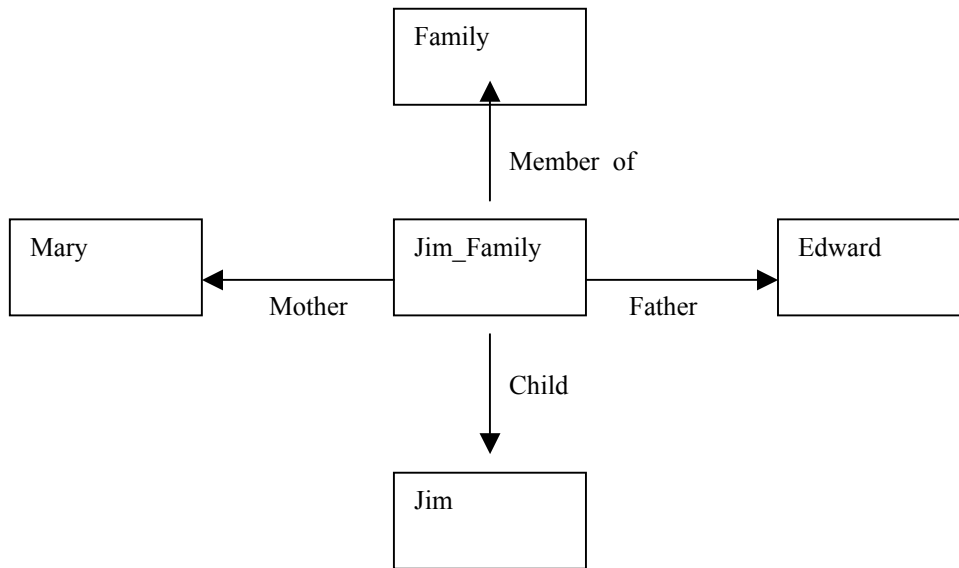 Family
Member of
Mary
Jim_Family
Edward
Mother
Father
Child
Jim